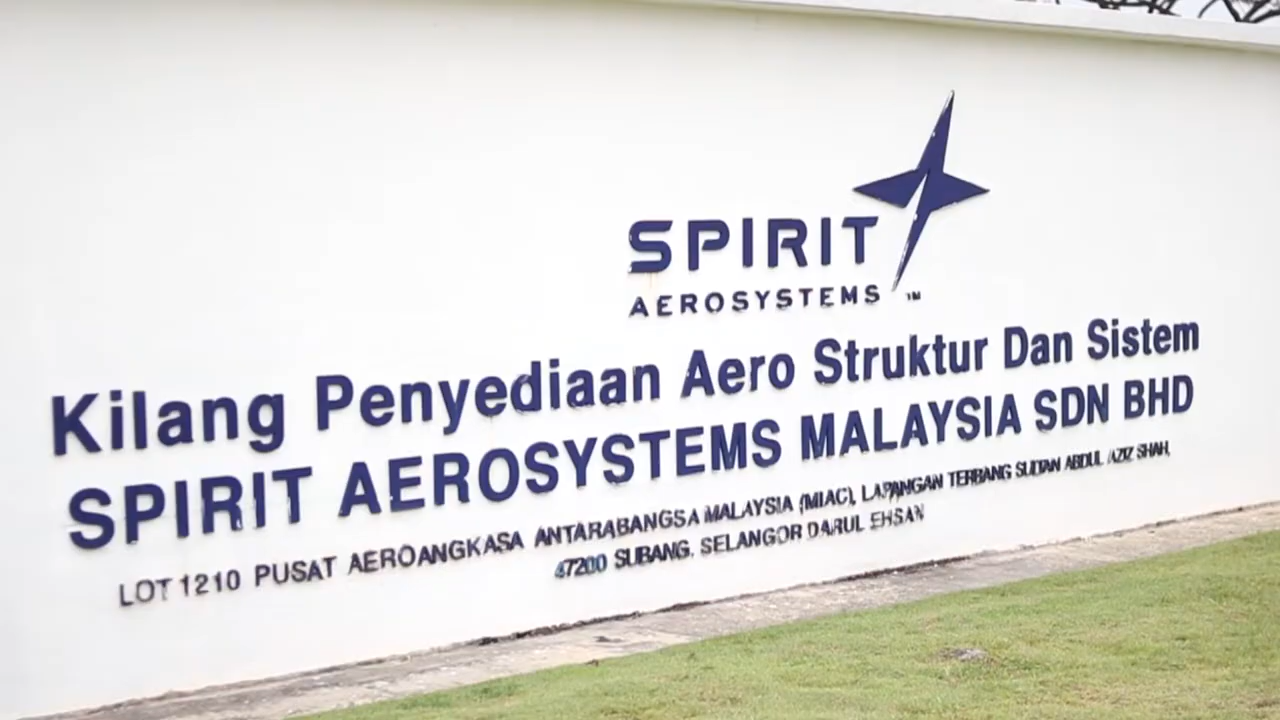 SPIRIT
AEROSYSTEMS ™
Kilang Penyediaan Aero Struktur Dan Sistem
SPIRIT AEROSYSTEMS MALAYSIA SDN BHD
LOT 1210 PUSAT AEROANGKASA ANTARABANGSA MALAYSIA (MIAC), LAPANGAN TERBANG SULTAN ABDUL AZIZ SHAH,
47200 SUBANG. SELANGOR DARUL EHSAN